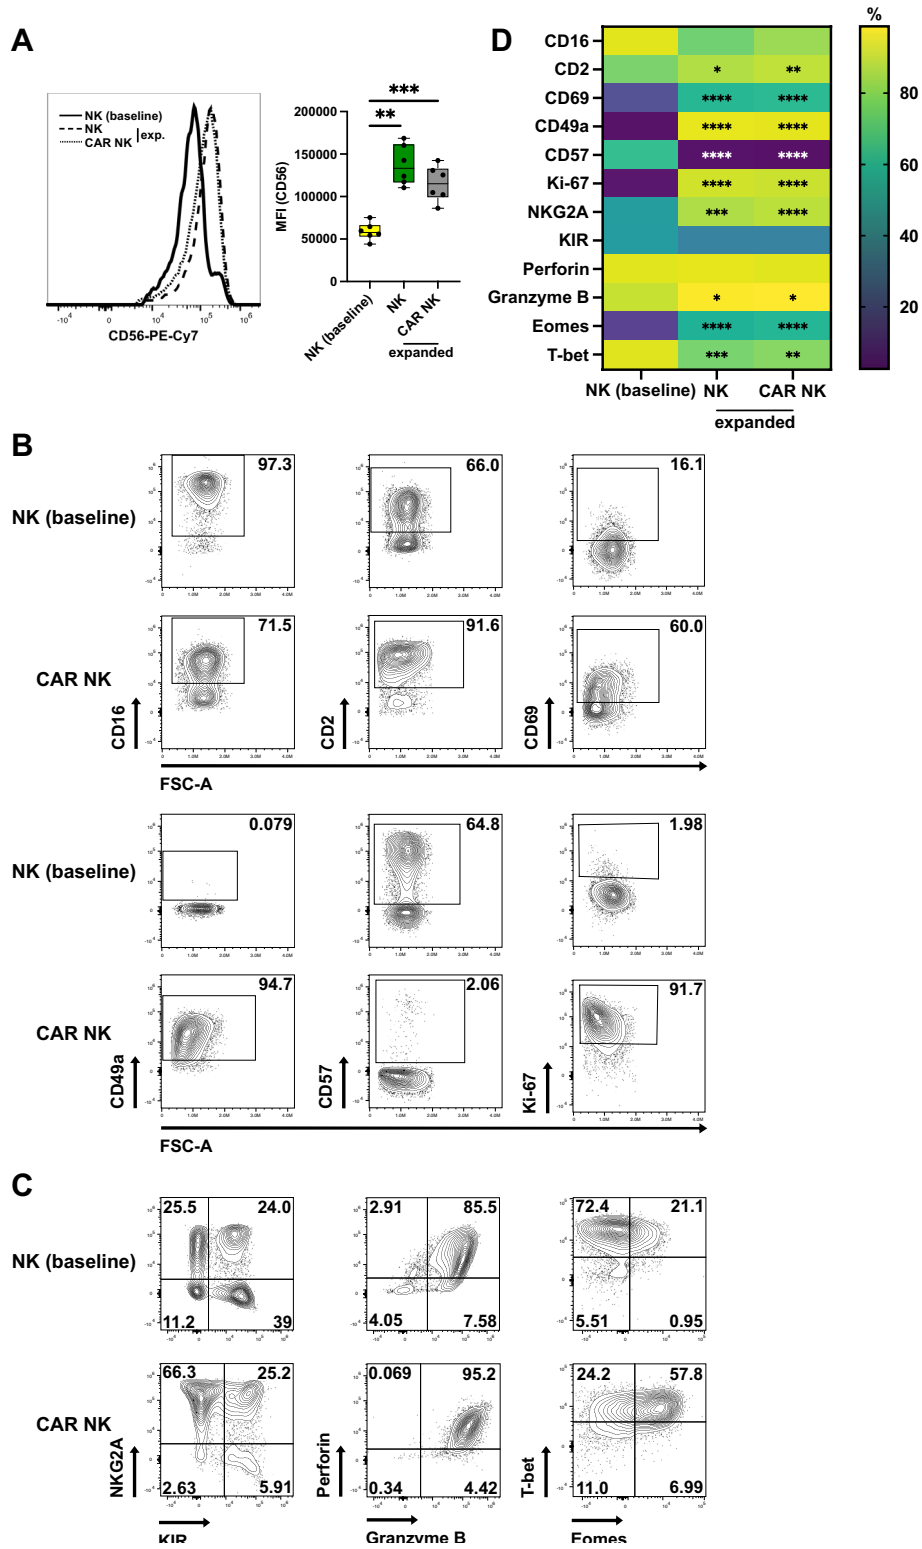 A
NK (baseline)
NK
CAR NK
exp.
CD56-PE-Cy7
-10⁴ 0 10⁴ 10⁵ 10⁶
***
**
200000
150000
100000
50000
0
MFI (CD56)
NK (baseline)
NK
CAR NK
expanded
D
%
CD16
CD2 * **
CD69 **** ****
CD49a **** ****
CD57 **** ****
Ki-67 **** ****
NKG2A *** ****
KIR
Perforin
Granzyme B * *
Eomes **** ****
T-bet *** **
80
60
40
20
NK (baseline) NK CAR NK
expanded
B
NK (baseline)
97.3
66.0
16.1
CAR NK
71.5
91.6
60.0
CD16
CD2
CD69
FSC-A
NK (baseline)
0.079
64.8
1.98
CAR NK
94.7
2.06
91.7
CD49a
CD57
Ki-67
FSC-A
C
NK (baseline)
25.5 24.0
11.2 39
2.91 85.5
4.05 7.58
72.4 21.1
5.51 0.95
CAR NK
66.3 25.2
2.63 5.91
0.069 95.2
0.34 4.42
24.2 57.8
11.0 6.99
NKG2A
Perforin
T-bet
KIR
Granzyme B
Eomes